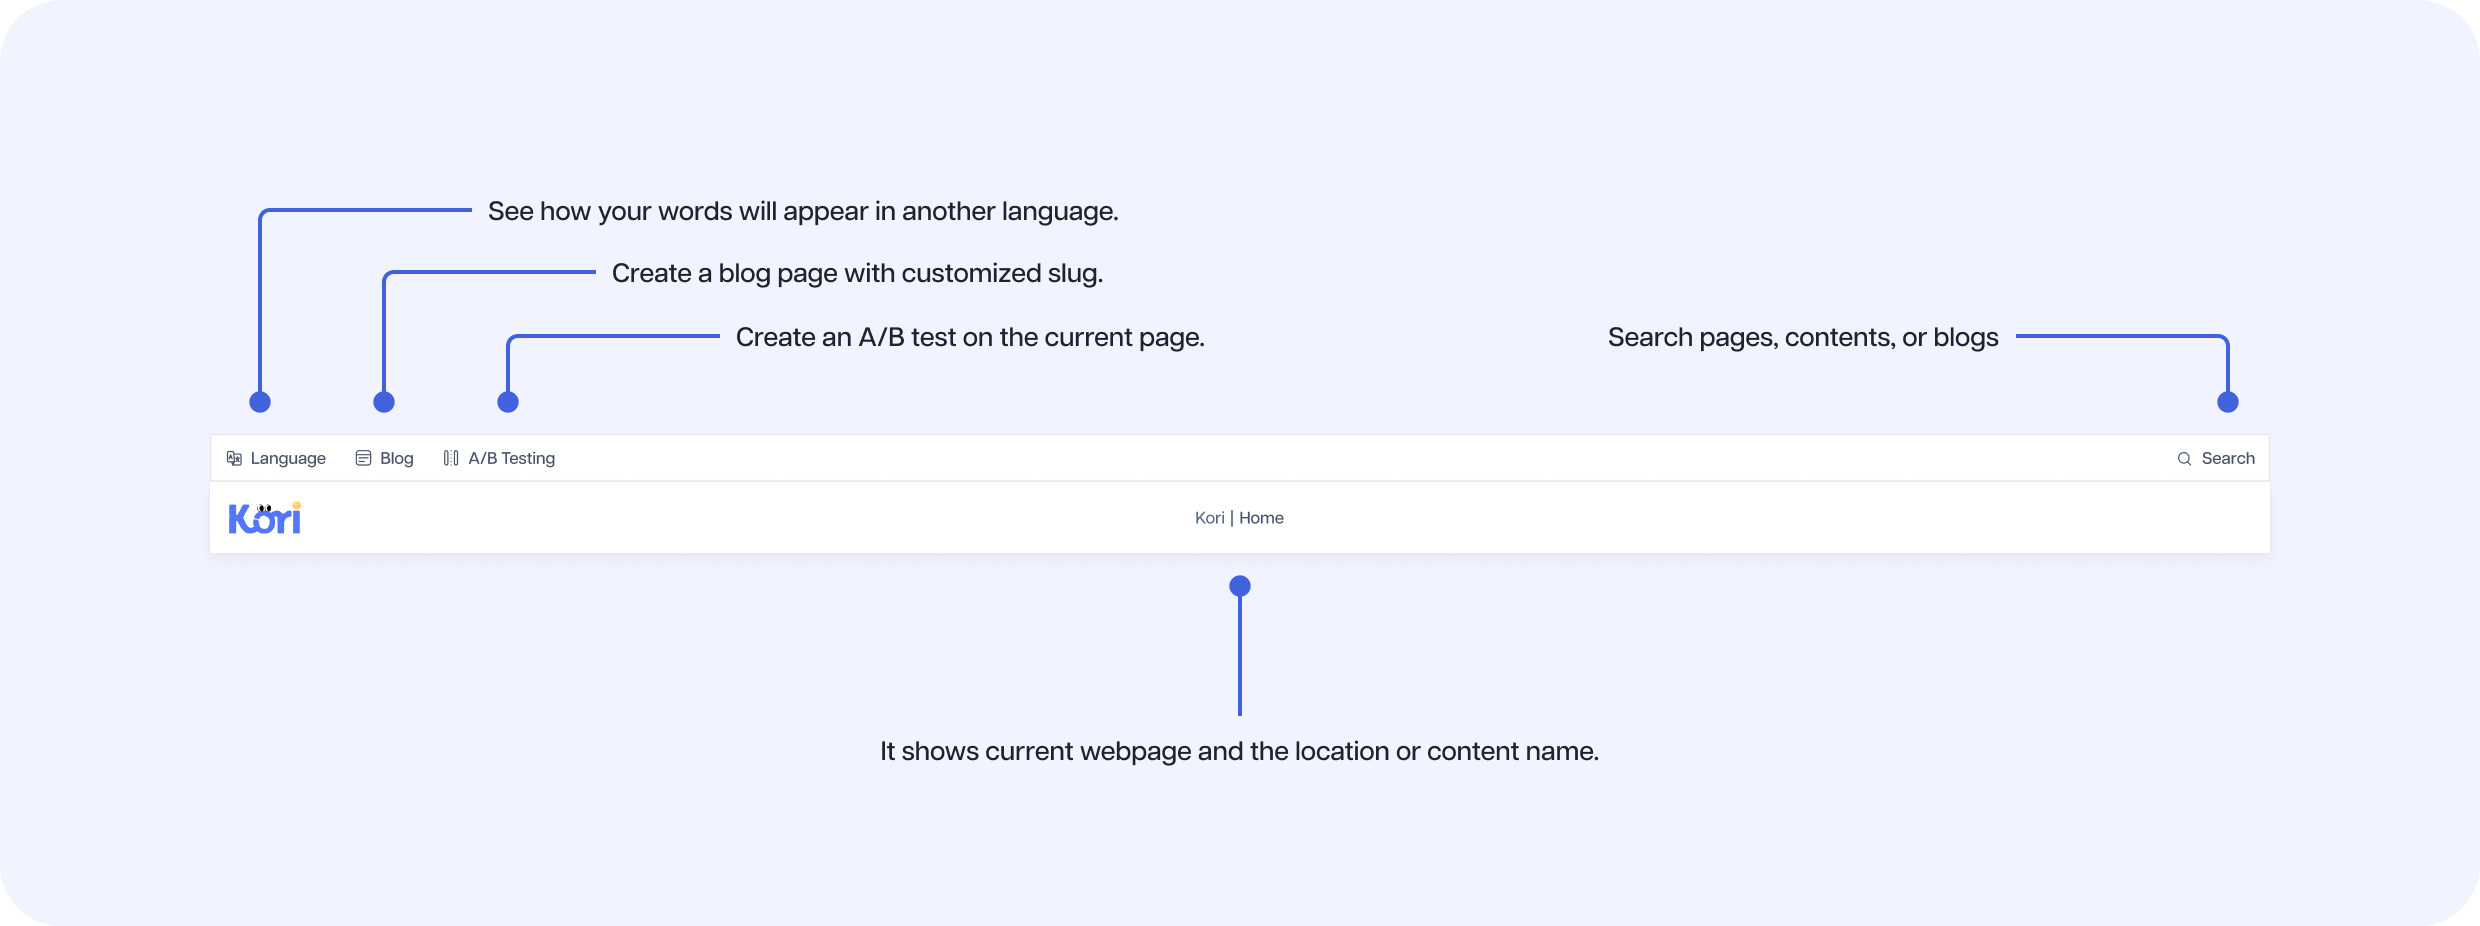 See how your words will appear in another language.
Create a blog page with customized slug.
Create an A/B test on the current page.
Search pages, contents, or blogs
Language
Blog
A/B Testing
Search
Kori
Kori | Home
It shows current webpage and the location or content name.